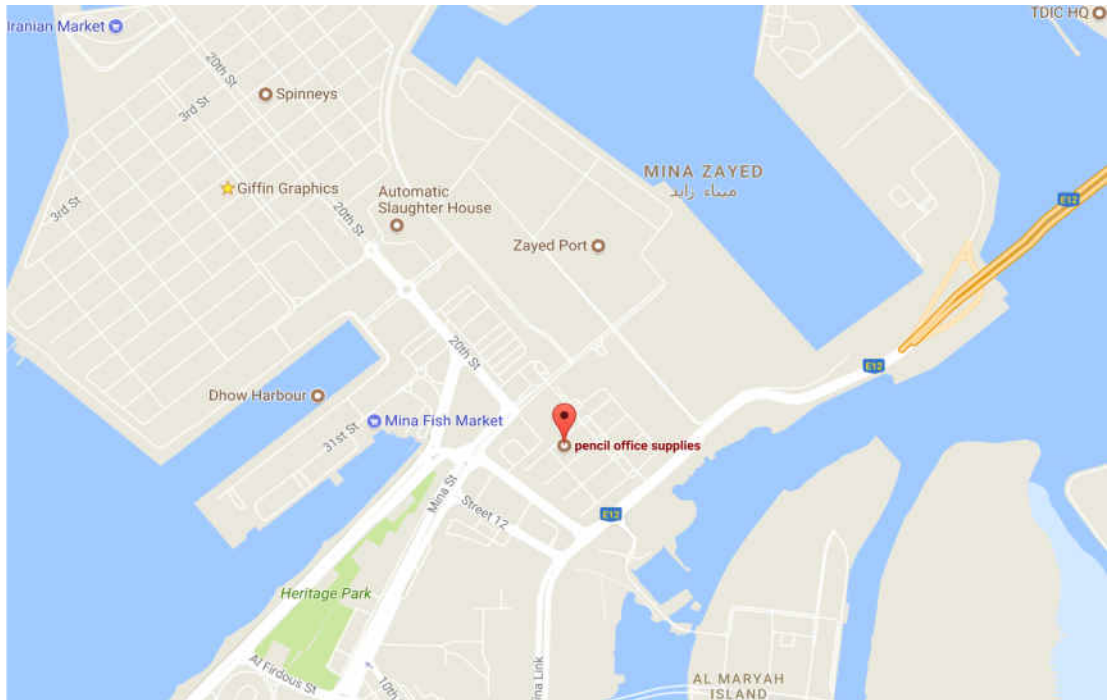 Iranian Market
TDIC HQ
20th St
Spinneys
3rd St
MINA ZAYED
ميناء زايد
Giffin Graphics
Automatic
Slaughter House
3rd St
E12
20th St
Zayed Port
20th St
E12
Dhow Harbour
Mina Fish Market
31st St
pencil office supplies
Mina St
Street 12
E12
Heritage Park
Al Firdous St
10th
ina Link
AL MARYAH
ISLAND